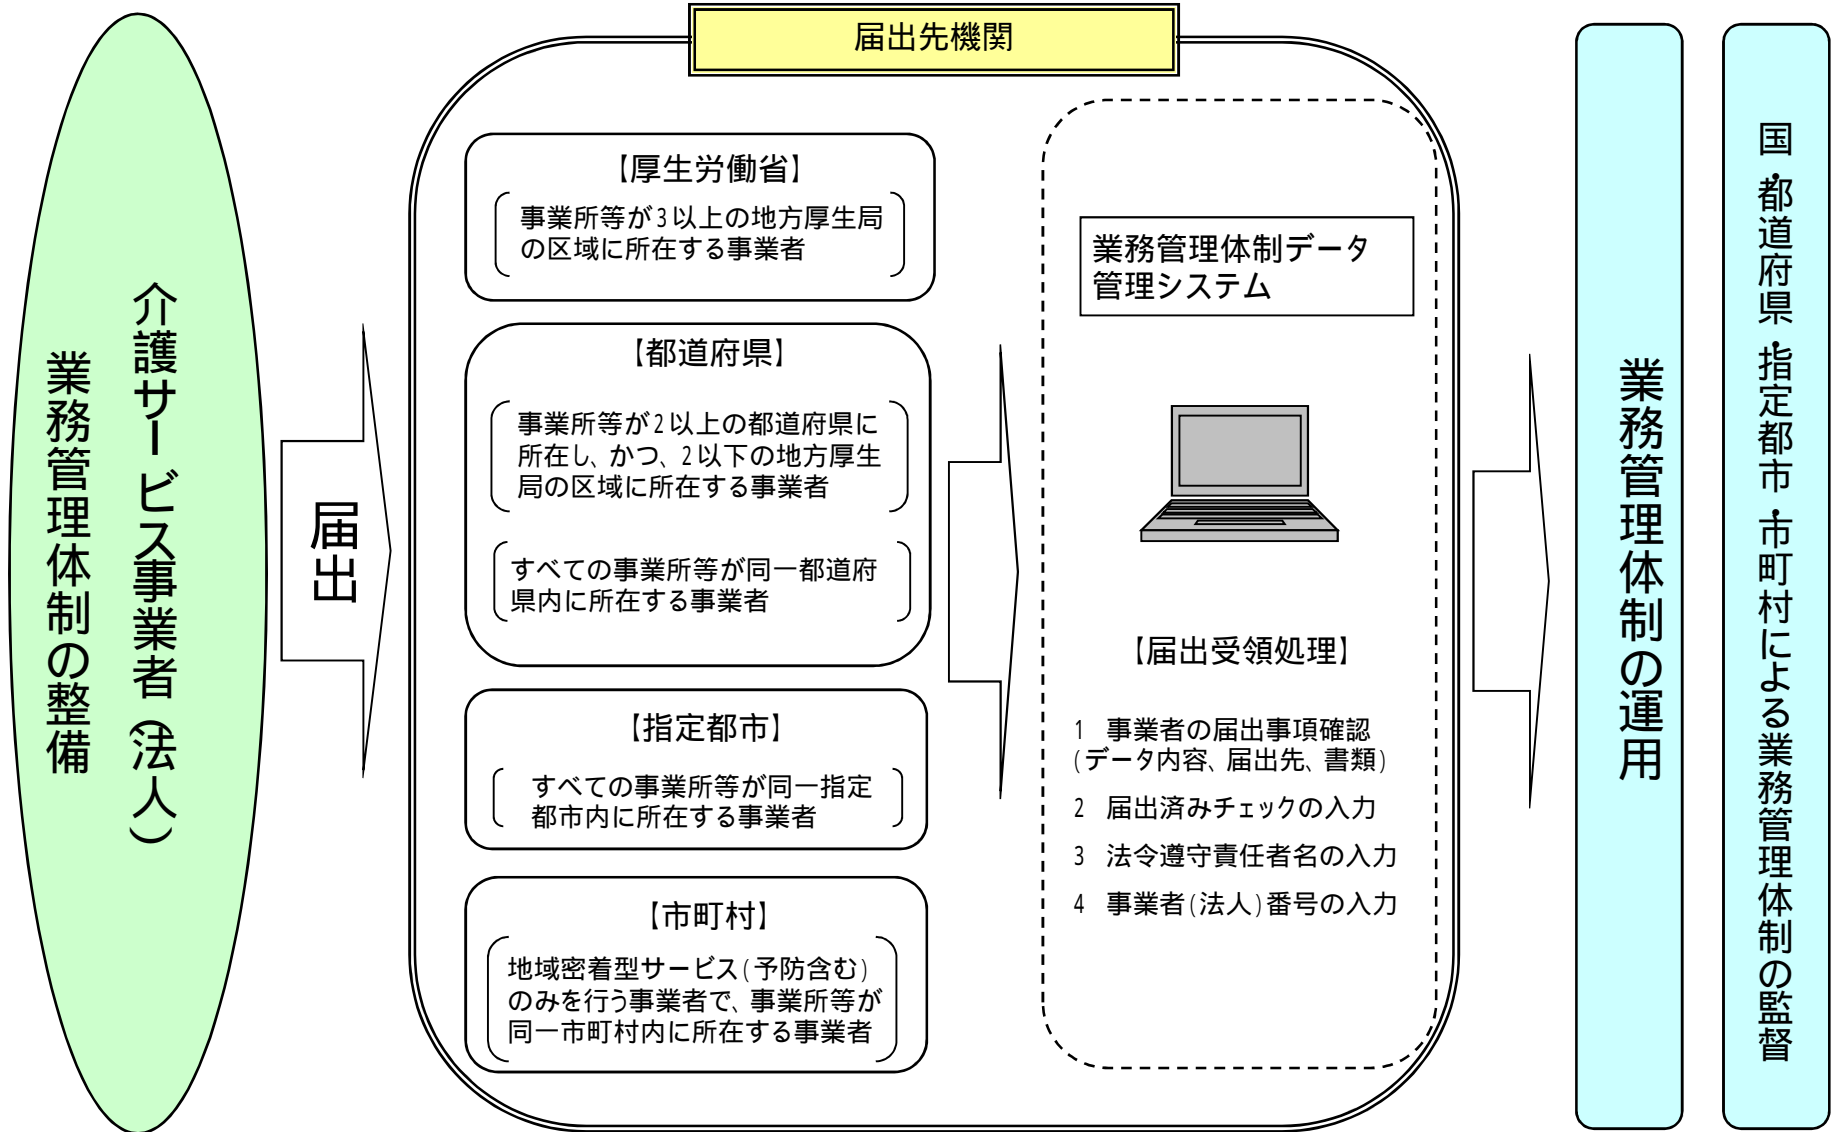 介護サービス事業者（法人）
業務管理体制の整備
届出
届出先機関
【厚生労働省】
事業所等が3以上の地方厚生局
の区域に所在する事業者
【都道府県】
事業所等が2以上の都道府県に
所在し、かつ、2以下の地方厚生
局の区域に所在する事業者
すべての事業所等が同一都道府
県内に所在する事業者
【指定都市】
すべての事業所等が同一指定
都市内に所在する事業者
【市町村】
地域密着型サービス(予防含む)
のみを行う事業者で、事業所等が
同一市町村内に所在する事業者
業務管理体制データ
管理システム
【届出受領処理】
1 事業者の届出事項確認
(データ内容、届出先、書類)
2 届出済みチェックの入力
3 法令遵守責任者名の入力
4 事業者(法人)番号の入力
業務管理体制の運用
国・都道府県・指定都市・市町村による業務管理体制の監督